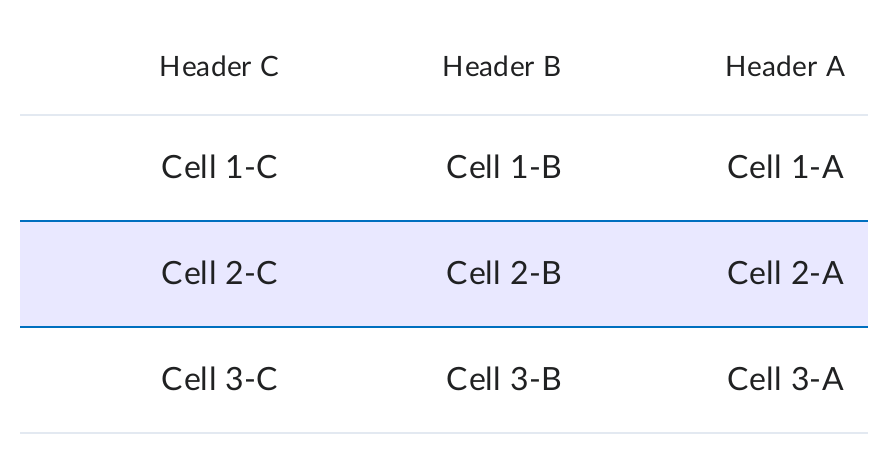 Header C Header B Header A
Cell 1-C Cell 1-B Cell 1-A
Cell 2-C Cell 2-B Cell 2-A
Cell 3-C Cell 3-B Cell 3-A